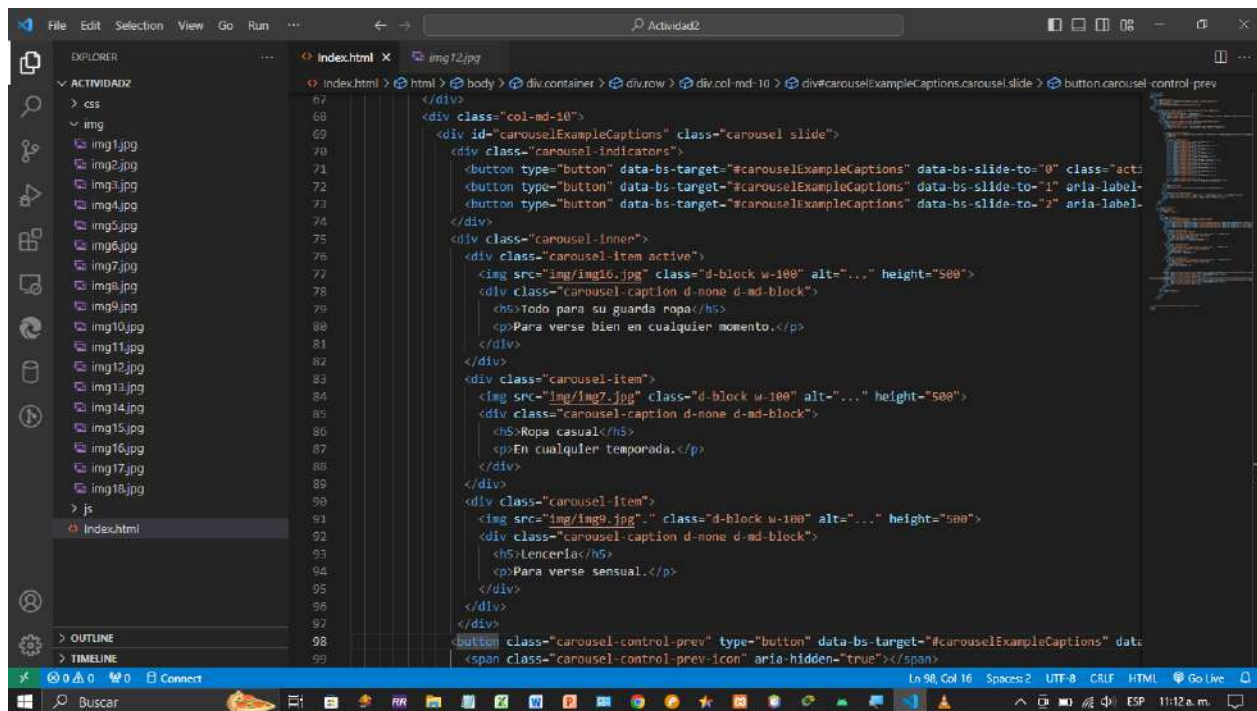 File Edit Selection View Go Run ··· Actividad2
EXPLORER ··· Index.html img12.jpg
ACTIVIDAD2
css
img
img1.jpg
img2.jpg
img3.jpg
img4.jpg
img5.jpg
img6.jpg
img7.jpg
img8.jpg
img9.jpg
img10.jpg
img11.jpg
img12.jpg
img13.jpg
img14.jpg
img15.jpg
img16.jpg
img17.jpg
img18.jpg
js
Index.html
OUTLINE
TIMELINE
Index.html > html > body > div.container > div.row > div.col-md-10 > div#carouselExampleCaptions.carousel.slide > button.carousel-control-prev
67 </div>
68 <div class="col-md-10">
69 <div id="carouselExampleCaptions" class="carousel slide">
70 <div class="carousel-indicators">
71 <button type="button" data-bs-target="#carouselExampleCaptions" data-bs-slide-to="0" class="acti
72 <button type="button" data-bs-target="#carouselExampleCaptions" data-bs-slide-to="1" aria-label-
73 <button type="button" data-bs-target="#carouselExampleCaptions" data-bs-slide-to="2" aria-label-
74 </div>
75 <div class="carousel-inner">
76 <div class="carousel-item active">
77 <img src="img/img16.jpg" class="d-block w-100" alt="..." height="500">
78 <div class="carousel-caption d-none d-md-block">
79 <h5>Todo para su guarda ropa</h5>
80 <p>Para verse bien en cualquier momento.</p>
81 </div>
82 </div>
83 <div class="carousel-item">
84 <img src="img/img7.jpg" class="d-block w-100" alt="..." height="500">
85 <div class="carousel-caption d-none d-md-block">
86 <h5>Ropa casual</h5>
87 <p>En cualquier temporada.</p>
88 </div>
89 </div>
90 <div class="carousel-item">
91 <img src="img/img9.jpg"." class="d-block w-100" alt="..." height="500">
92 <div class="carousel-caption d-none d-md-block">
93 <h5>Lencería</h5>
94 <p>Para verse sensual.</p>
95 </div>
96 </div>
97 </div>
98 <button class="carousel-control-prev" type="button" data-bs-target="#carouselExampleCaptions" data
99 <span class="carousel-control-prev-icon" aria-hidden="true"></span>
0 0 0 Connect Ln 98, Col 16 Spaces: 2 UTF-8 CRLF HTML Go Live
Buscar ESP 11:12 a. m.